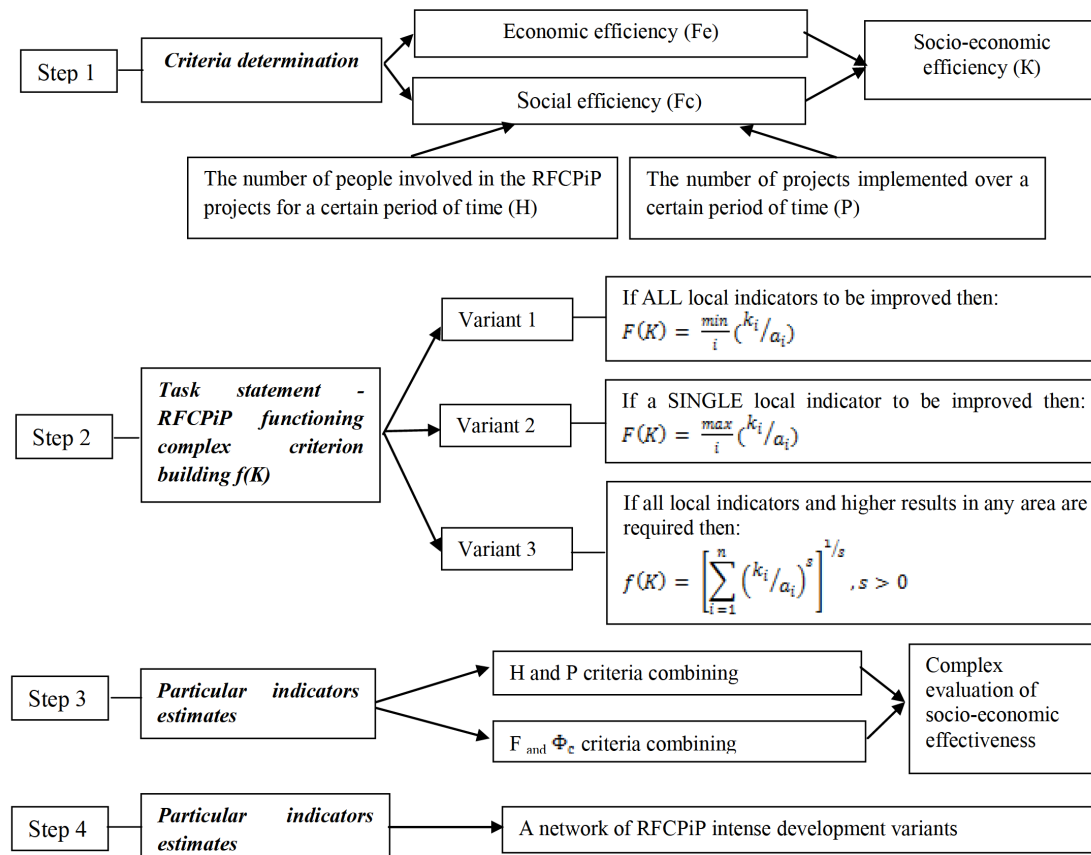 Step 1
Criteria determination
Economic efficiency (Fe)
Social efficiency (Fc)
Socio-economic
efficiency (K)
The number of people involved in the RFCPiP
projects for a certain period of time (H)
The number of projects implemented over a
certain period of time (P)
Step 2
Task statement -
RFCPiP functioning
complex criterion
building f(K)
Variant 1
If ALL local indicators to be improved then:
F(K) = min/i (k_i/a_i)
Variant 2
If a SINGLE local indicator to be improved then:
F(K) = max/i (k_i/a_i)
Variant 3
If all local indicators and higher results in any area are
required then:
f(K) = [∑_{i=1}^{n} (k_i/a_i)^s]^{1/s} , s > 0
Step 3
Particular indicators
estimates
H and P criteria combining
F and Φc criteria combining
Complex
evaluation of
socio-economic
effectiveness
Step 4
Particular indicators
estimates
A network of RFCPiP intense development variants